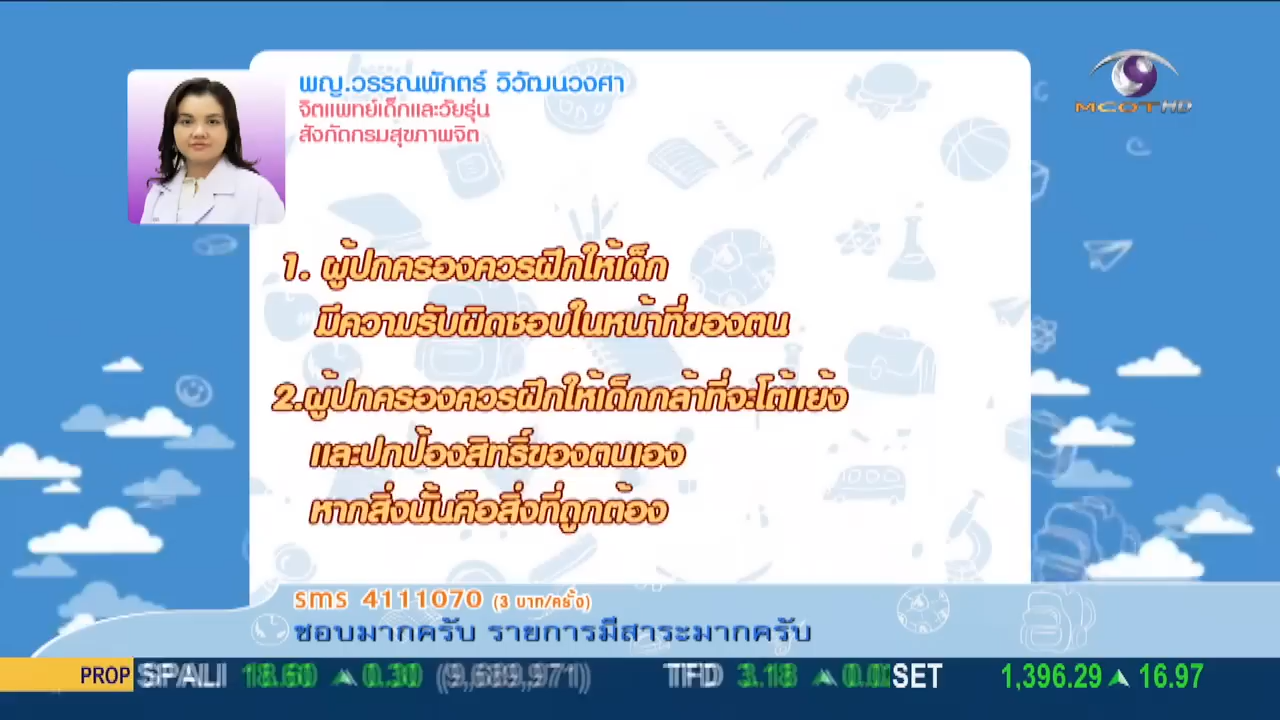 พญ.วรรณพักตร์ วิวัฒนวงศา
จิตแพทย์เด็กและวัยรุ่น
สังกัดกรมสุขภาพจิต
MCOT HD
1. ผู้ปกครองควรฝึกให้เด็ก
มีความรับผิดชอบในหน้าที่ของตน
2.ผู้ปกครองควรฝึกให้เด็กกล้าที่จะโต้แย้ง
และปกป้องสิทธิ์ของตนเอง
หากสิ่งนั้นคือสิ่งที่ถูกต้อง
sms 4111070 (3 บาท/ครั้ง)
ชอบมากครับ รายการมีสาระมากครับ
PROP SPALI 18.60 0.30 (9,689,971) TFD 3.18 SET 1,396.29 16.97